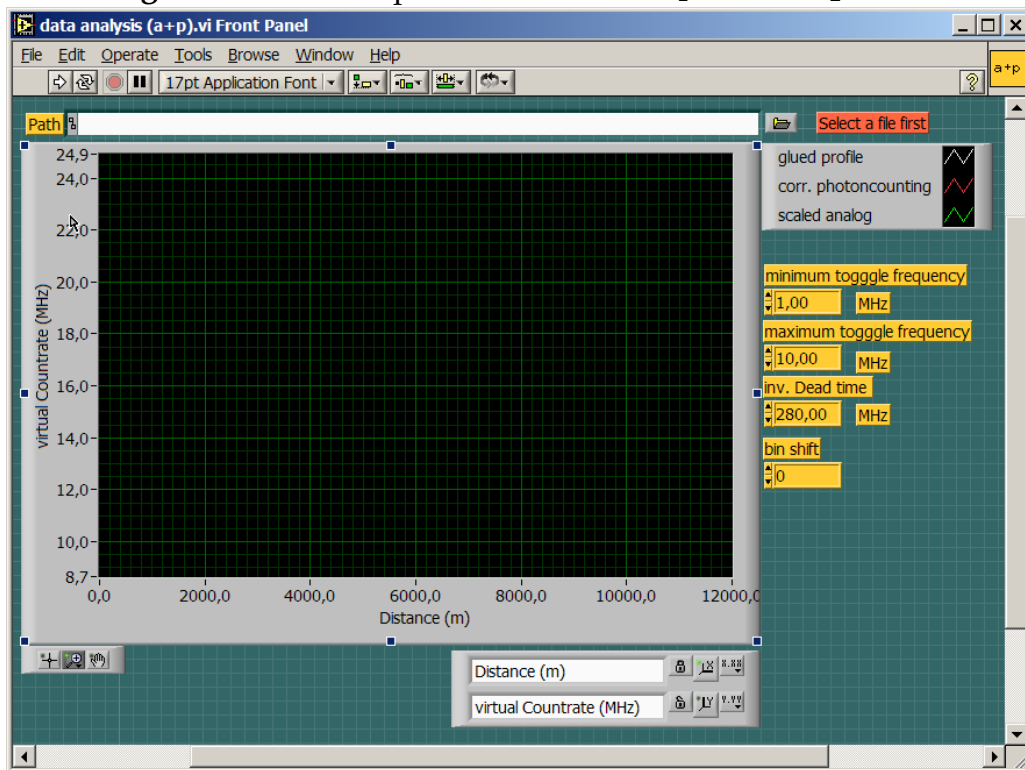 data analysis (a+p).vi Front Panel
File Edit Operate Tools Browse Window Help
17pt Application Font
a+p
Path
Select a file first
24,9
24,0
22,0
20,0
18,0
16,0
14,0
12,0
10,0
8,7
virtual Countrate (MHz)
0,0 2000,0 4000,0 6000,0 8000,0 10000,0 12000,0
Distance (m)
glued profile
corr. photoncounting
scaled analog
minimum togggle frequency
1,00 MHz
maximum togggle frequency
10,00 MHz
inv. Dead time
280,00 MHz
bin shift
0
Distance (m)
X X.XX
virtual Countrate (MHz)
Y Y.YY